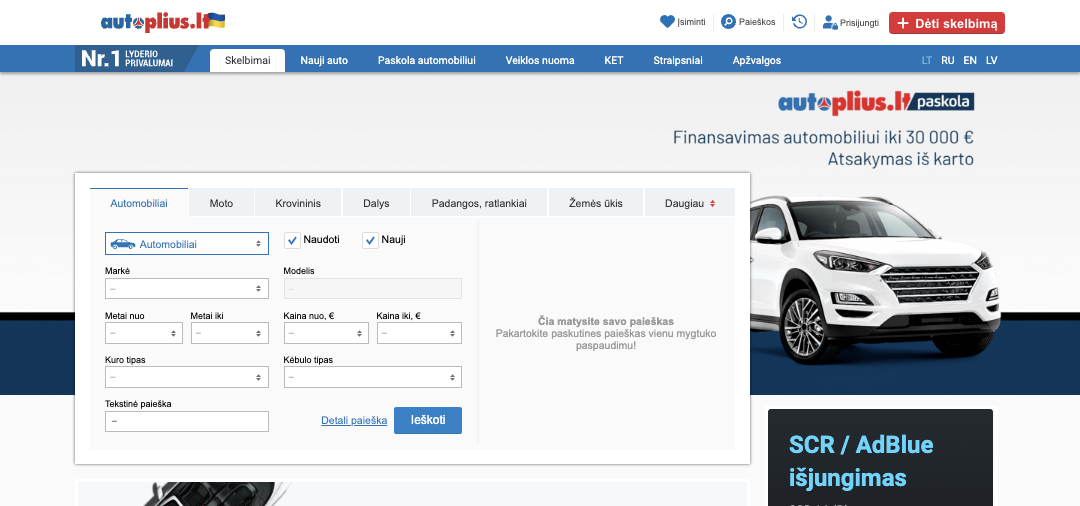 autoplius.lt
Įsiminti
Paieškos
Prisijungti
+ Dėti skelbimą
Nr.1 LYDERIO
PRIVALUMAI
Skelbimai
Nauji auto
Paskola automobiliui
Veiklos nuoma
KET
Straipsniai
Apžvalgos
LT RU EN LV
autoplius.lt paskola
Finansavimas automobiliui iki 30 000 €
Atsakymas iš karto
Automobiliai
Moto
Krovininis
Dalys
Padangos, ratlankiai
Žemės ūkis
Daugiau
Automobiliai
Naudoti
Nauji
Markė
Modelis
–
–
Metai nuo
Metai iki
Kaina nuo, €
Kaina iki, €
–
–
–
–
Kuro tipas
Kėbulo tipas
–
–
Tekstinė paieška
–
Detali paieška
Ieškoti
Čia matysite savo paieškas
Pakartokite paskutines paieškas vienu mygtuko
paspaudimu!
SCR / AdBlue
išjungimas